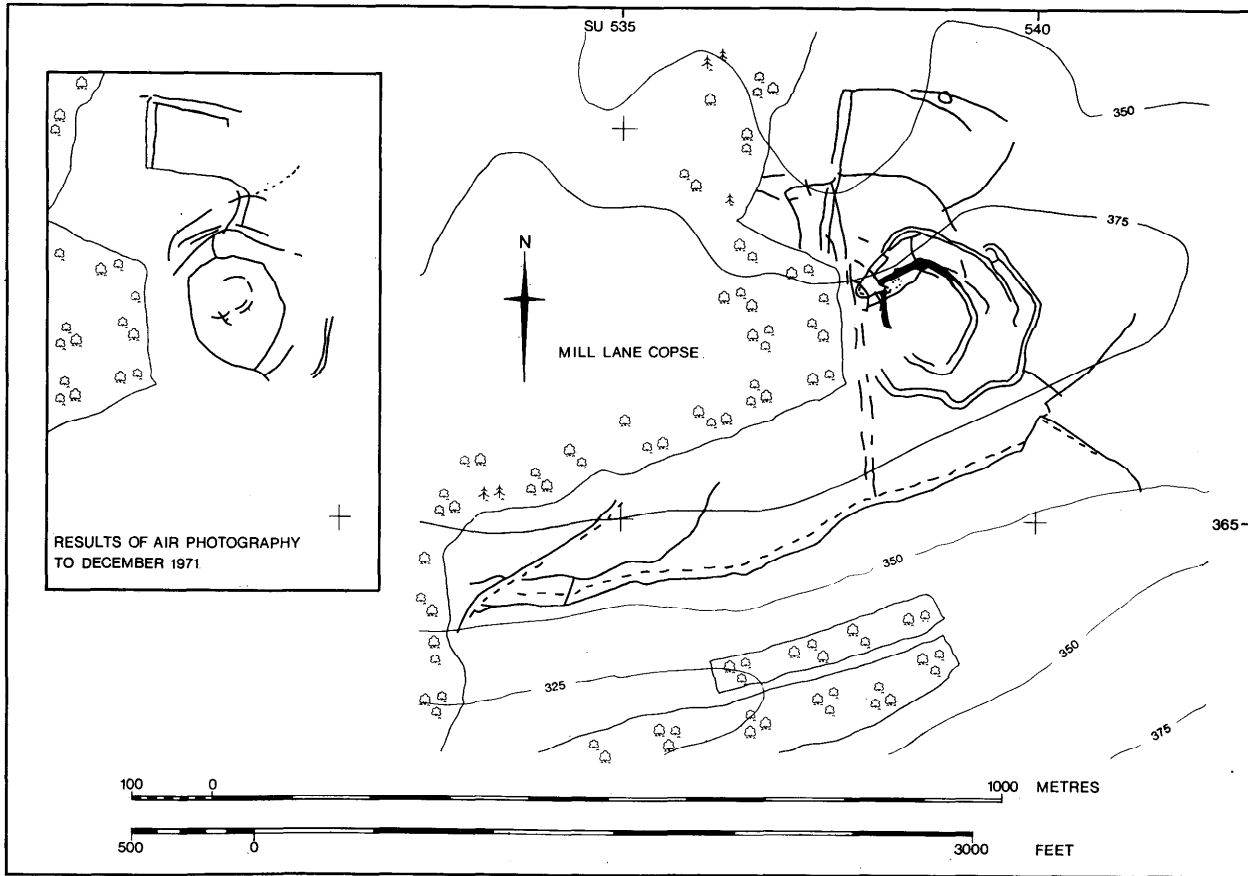 SU 535
540
350
375
N
MILL LANE COPSE
RESULTS OF AIR PHOTOGRAPHY
TO DECEMBER 1971
365
350
325
350
375
100 0 1000 METRES
500 0 3000 FEET